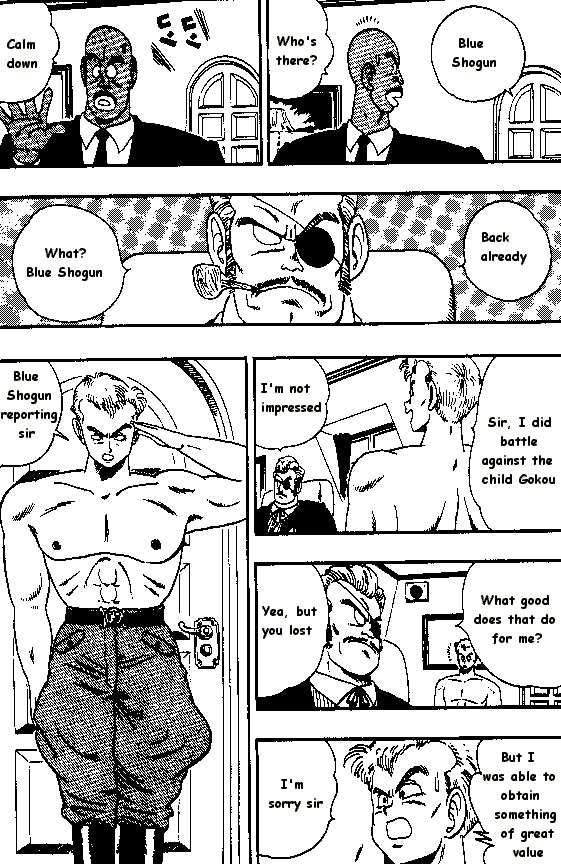 Calm
down
Who's
there?
Blue
Shogun
What?
Blue Shogun
Back
already
Blue
Shogun
reporting
sir
I'm not
impressed
Sir, I did
battle
against the
child Gokou
Yea, but
you lost
What good
does that do
for me?
I'm
sorry sir
But I
was able to
obtain
something
of great
value